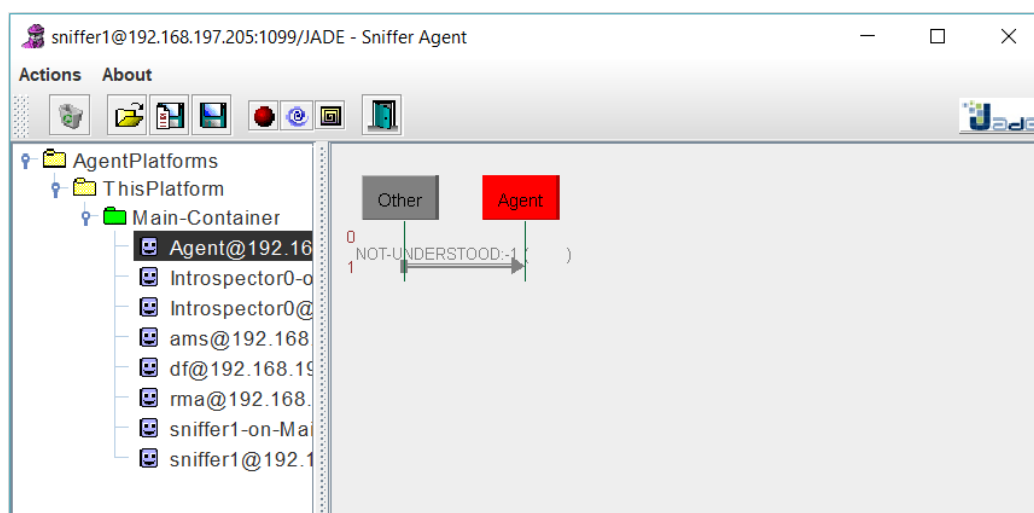 sniffer1@192.168.197.205:1099/JADE - Sniffer Agent
Actions About
Jade
AgentPlatforms
ThisPlatform
Main-Container
Agent@192.16
Introspector0-o
Introspector0@
ams@192.168
df@192.168.19
rma@192.168.
sniffer1-on-Mai
sniffer1@192.1
Other Agent
0
NOT-UNDERSTOOD:-1 ( )
1